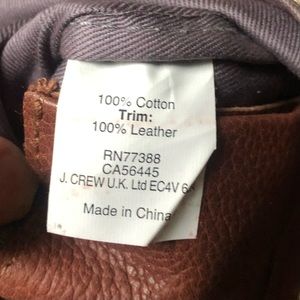 100% Cotton
Trim:
100% Leather
RN77388
CA56445
J. CREW U.K. Ltd EC4V
Made in China